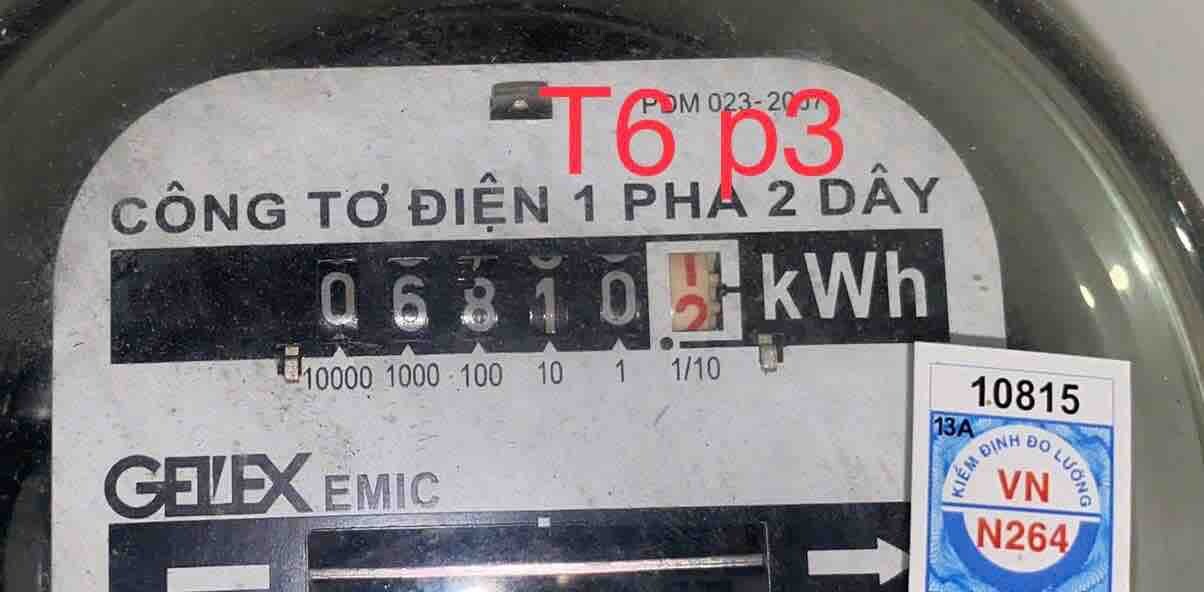 PDM 023-2007
T6 p3
CÔNG TƠ ĐIỆN 1 PHA 2 DÂY
0 6 8 1 0 1 2 kWh
10000 1000 100 10 1 1/10
10815
13A
KIỂM ĐỊNH ĐO LƯỜNG
VN
N264
GELEX EMIC